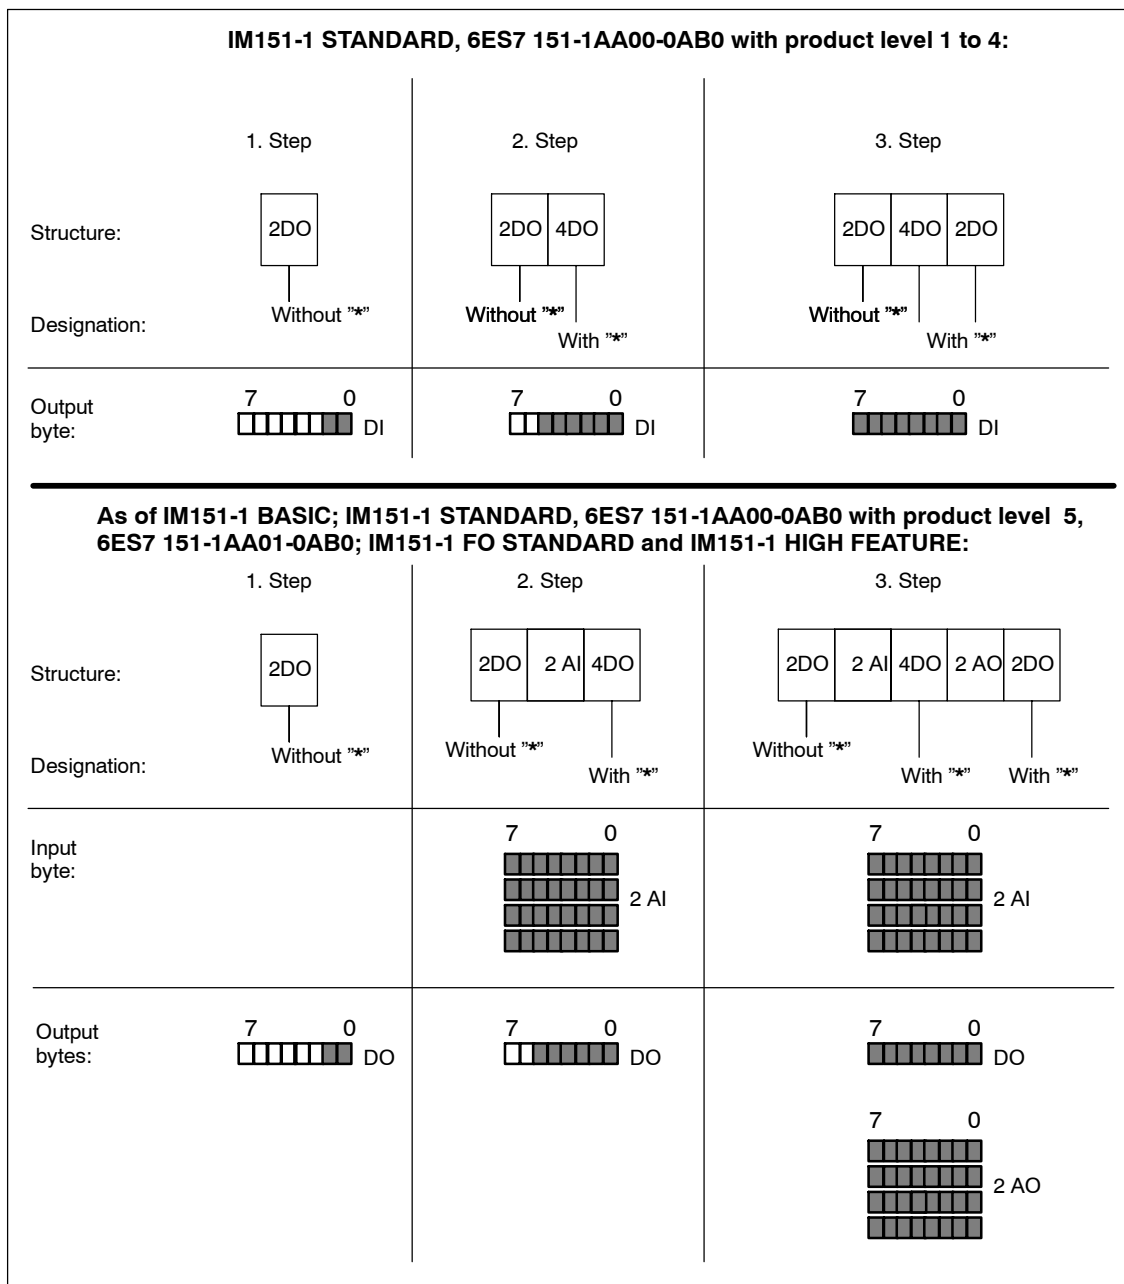 IM151-1 STANDARD, 6ES7 151-1AA00-0AB0 with product level 1 to 4:
1. Step 2. Step 3. Step
Structure: 2DO 2DO 4DO 2DO 4DO 2DO
Designation: Without ”*” Without ”*” Without ”*”
With ”*” With ”*”
7 0 7 0 7 0
Output
byte: DI DI DI
As of IM151-1 BASIC; IM151-1 STANDARD, 6ES7 151-1AA00-0AB0 with product level 5,
6ES7 151-1AA01-0AB0; IM151-1 FO STANDARD and IM151-1 HIGH FEATURE:
1. Step 2. Step 3. Step
Structure: 2DO 2DO 2 AI 4DO 2DO 2 AI 4DO 2 AO 2DO
Without ”*” Without ”*” Without ”*”
Designation: With ”*” With ”*” With ”*”
7 0 7 0
Input
byte:
2 AI 2 AI
7 0 7 0 7 0
Output
bytes: DO DO DO
7 0
2 AO